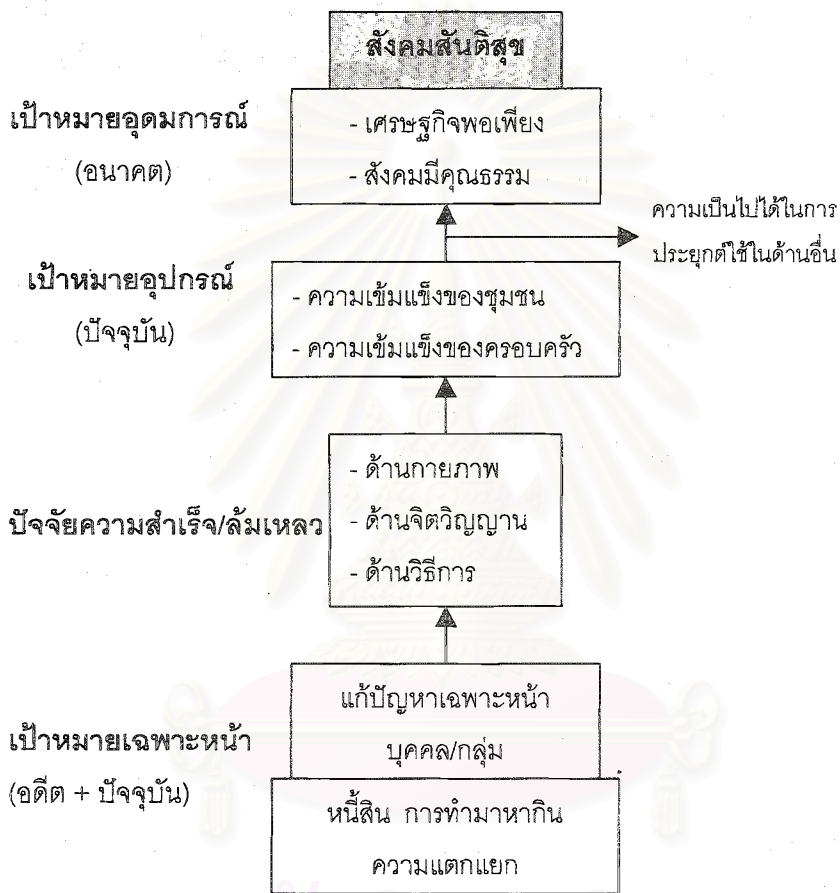 สังคมสันติสุข
เป้าหมายอุดมการณ์
(อนาคต)
- เศรษฐกิจพอเพียง
- สังคมมีคุณธรรม
ความเป็นไปได้ในการ
ประยุกต์ใช้ในด้านอื่น
เป้าหมายอุปกรณ์
(ปัจจุบัน)
- ความเข้มแข็งของชุมชน
- ความเข้มแข็งของครอบครัว
ปัจจัยความสำเร็จ/ล้มเหลว
- ด้านกายภาพ
- ด้านจิตวิญญาน
- ด้านวิธีการ
เป้าหมายเฉพาะหน้า
(อดีต + ปัจจุบัน)
แก้ปัญหาเฉพาะหน้า
บุคคล/กลุ่ม
หนี้สิน การทำมาหากิน
ความแตกแยก